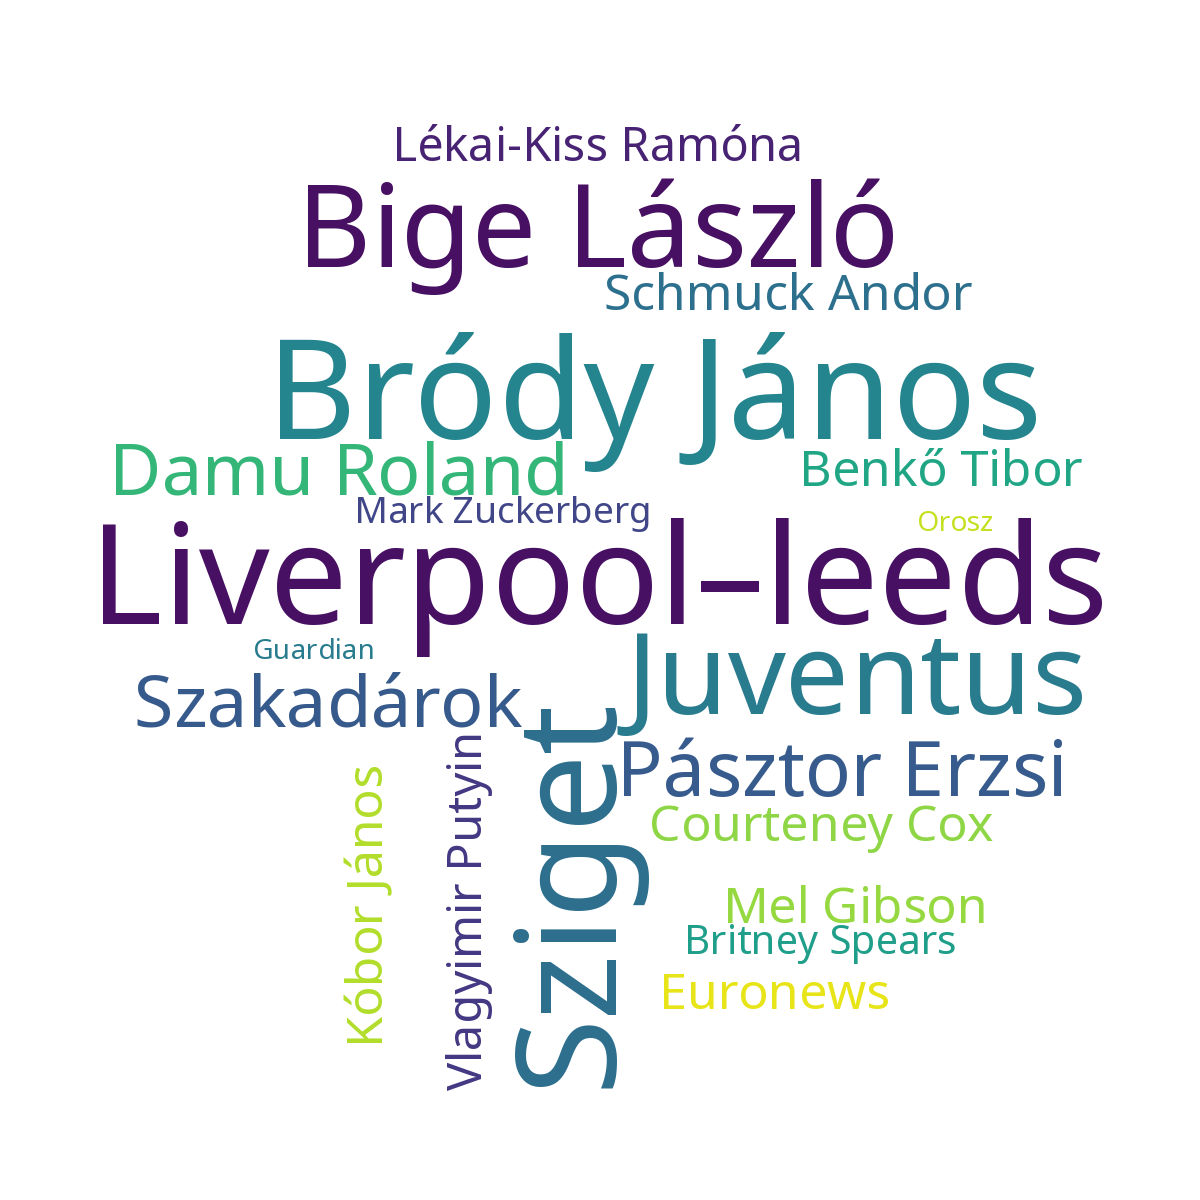 Lékai-Kiss Ramóna
Bige László
Schmuck Andor
Bródy János
Damu Roland
Benkő Tibor
Mark Zuckerberg
Orosz
Liverpool–leeds
Guardian
Juventus
Szakadárok
Sziget
Pásztor Erzsi
Vlagyimir Putyin
Kóbor János
Courteney Cox
Mel Gibson
Britney Spears
Euronews